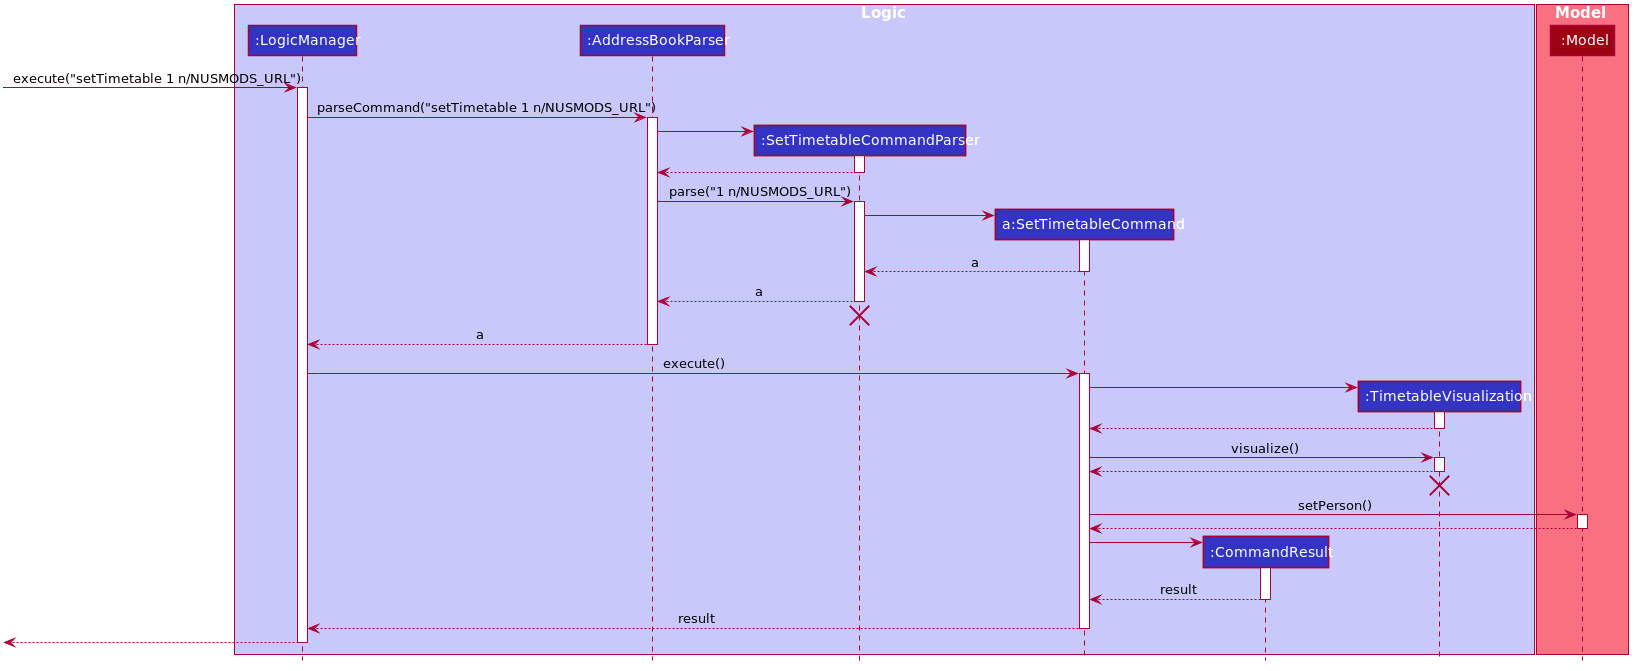 Logic
Model
:LogicManager
:AddressBookParser
:Model
execute("setTimetable 1 n/NUSMODS_URL")
parseCommand("setTimetable 1 n/NUSMODS_URL")
:SetTimetableCommandParser
parse("1 n/NUSMODS_URL")
a:SetTimetableCommand
a
a
a
execute()
:TimetableVisualization
visualize()
setPerson()
:CommandResult
result
result